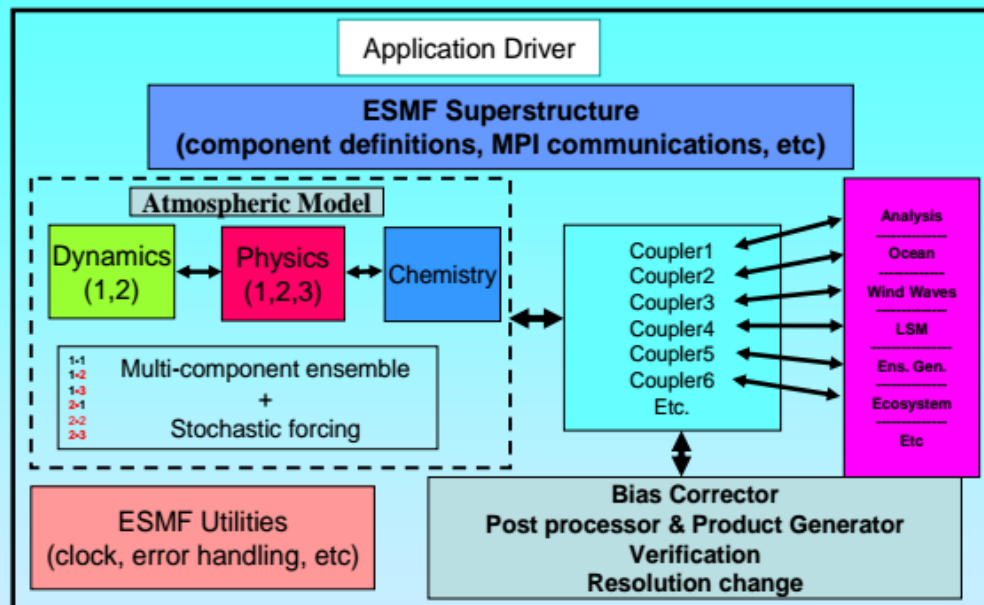 Application Driver
ESMF Superstructure
(component definitions, MPI communications, etc)
Atmospheric Model
Dynamics
(1,2)
Physics
(1,2,3)
Chemistry
1-1
1-2
1-3
2-1
2-2
2-3
Multi-component ensemble
+
Stochastic forcing
Coupler1
Coupler2
Coupler3
Coupler4
Coupler5
Coupler6
Etc.
Analysis
---------------
Ocean
--------------
Wind Waves
---------------
LSM
-----------------
Ens. Gen.
---------------
Ecosystem
---------------
Etc
ESMF Utilities
(clock, error handling, etc)
Bias Corrector
Post processor & Product Generator
Verification
Resolution change